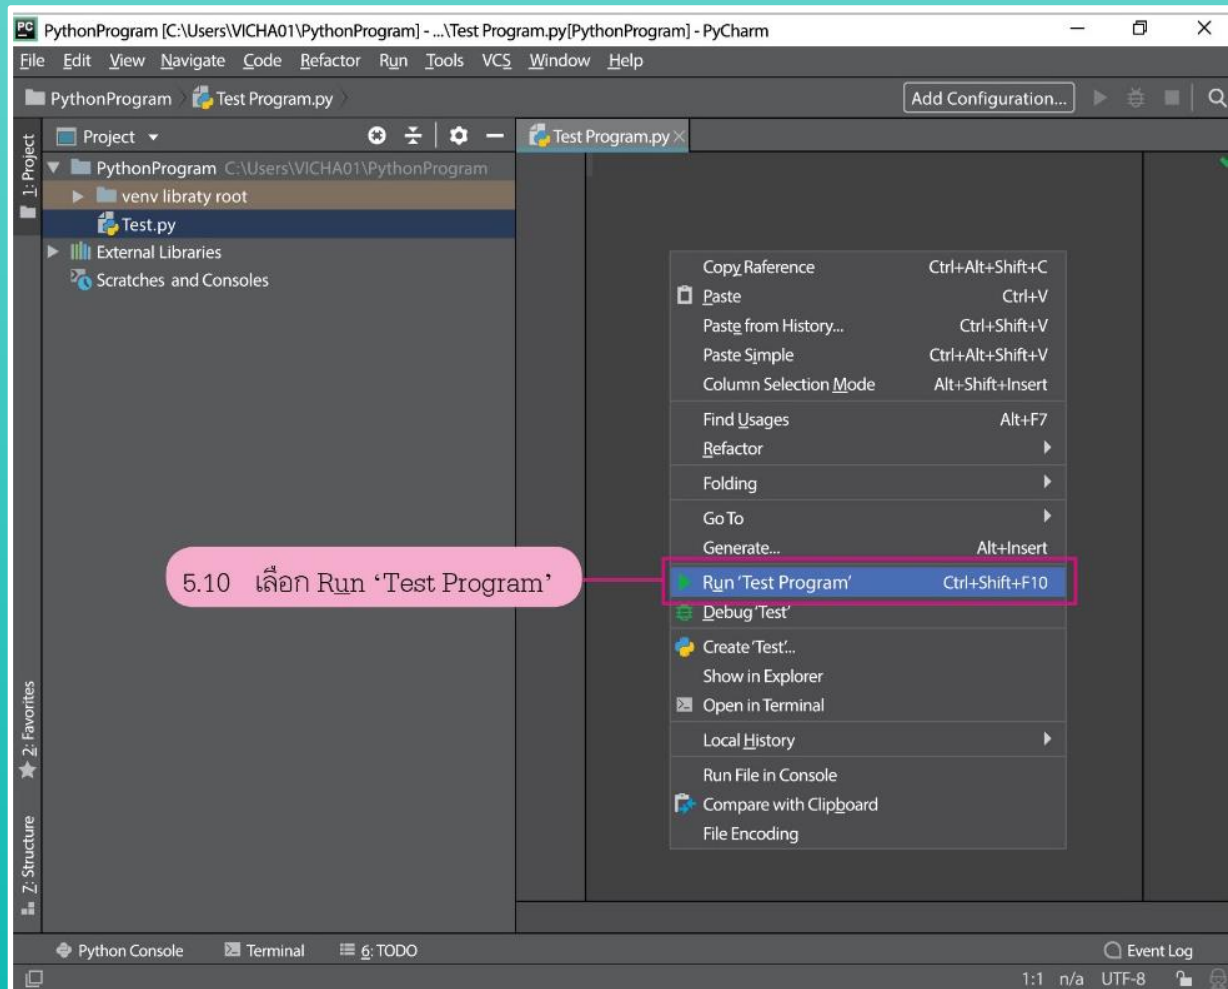 PC PythonProgram [C:\Users\VICHA01\PythonProgram] - ...\Test Program.py[PythonProgram] - PyCharm
File Edit View Navigate Code Refactor Run Tools VCS Window Help
PythonProgram Test Program.py Add Configuration...
1: Project
Project
Test Program.py
PythonProgram C:\Users\VICHA01\PythonProgram
venv libraty root
Test.py
External Libraries
Scratches and Consoles
Copy Raference Ctrl+Alt+Shift+C
Paste Ctrl+V
Paste from History... Ctrl+Shift+V
Paste Simple Ctrl+Alt+Shift+V
Column Selection Mode Alt+Shift+Insert
Find Usages Alt+F7
Refactor
Folding
Go To
Generate... Alt+Insert
5.10 เลือก Run ‘Test Program’
Run 'Test Program' Ctrl+Shift+F10
Debug 'Test'
Create 'Test'...
Show in Explorer
Open in Terminal
Local History
Run File in Console
Compare with Clipboard
File Encoding
2: Favorites
7: Structure
Python Console Terminal 6: TODO Event Log
1:1 n/a UTF-8